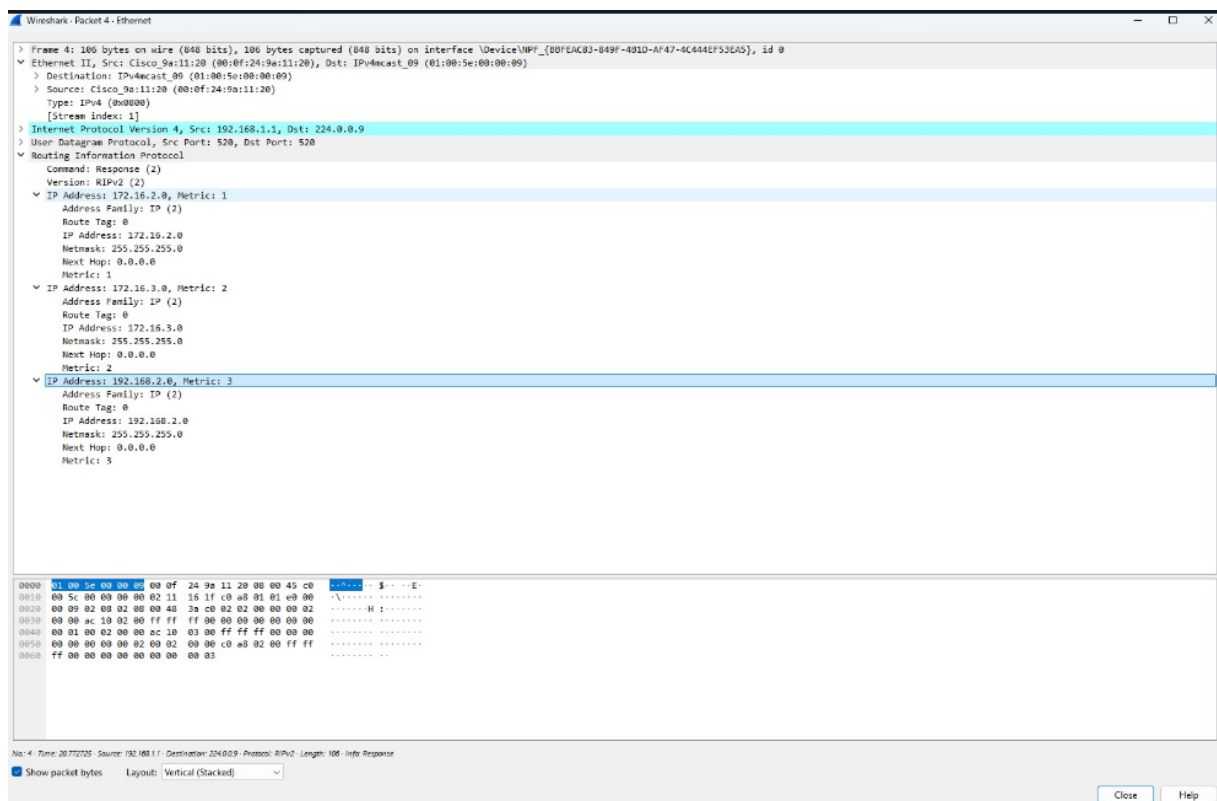 Wireshark · Packet 4 · Ethernet
Frame 4: 106 bytes on wire (848 bits), 106 bytes captured (848 bits) on interface \Device\NPF_{BBFEAC83-849F-4B1D-AF47-4C444EF53EA5}, id 0
Ethernet II, Src: Cisco_9a:11:20 (00:0f:24:9a:11:20), Dst: IPv4mcast_09 (01:00:5e:00:00:09)
Destination: IPv4mcast_09 (01:00:5e:00:00:09)
Source: Cisco_9a:11:20 (00:0f:24:9a:11:20)
Type: IPv4 (0x0800)
[Stream index: 1]
Internet Protocol Version 4, Src: 192.168.1.1, Dst: 224.0.0.9
User Datagram Protocol, Src Port: 520, Dst Port: 520
Routing Information Protocol
Command: Response (2)
Version: RIPv2 (2)
IP Address: 172.16.2.0, Metric: 1
Address Family: IP (2)
Route Tag: 0
IP Address: 172.16.2.0
Netmask: 255.255.255.0
Next Hop: 0.0.0.0
Metric: 1
IP Address: 172.16.3.0, Metric: 2
Address Family: IP (2)
Route Tag: 0
IP Address: 172.16.3.0
Netmask: 255.255.255.0
Next Hop: 0.0.0.0
Metric: 2
IP Address: 192.168.2.0, Metric: 3
Address Family: IP (2)
Route Tag: 0
IP Address: 192.168.2.0
Netmask: 255.255.255.0
Next Hop: 0.0.0.0
Metric: 3
0000 01 00 5e 00 00 09 00 0f 24 9a 11 20 08 00 45 c0 ··^····· $·· ··E·
0010 00 5c 00 00 00 00 02 11 16 1f c0 a8 01 01 e0 00 ·\······ ········
0020 00 09 02 08 02 08 00 48 3a c0 02 02 00 00 00 02 ·······H :·······
0030 00 00 ac 10 02 00 ff ff ff 00 00 00 00 00 00 00 ········ ········
0040 00 01 00 02 00 00 ac 10 03 00 ff ff ff 00 00 00 ········ ········
0050 00 00 00 00 00 02 00 02 00 00 c0 a8 02 00 ff ff ········ ········
0060 ff 00 00 00 00 00 00 00 00 03 ········ ··
No.: 4 · Time: 20.772725 · Source: 192.168.1.1 · Destination: 224.0.0.9 · Protocol: RIPv2 · Length: 106 · Info: Response
Show packet bytes Layout: Vertical (Stacked)
Close Help